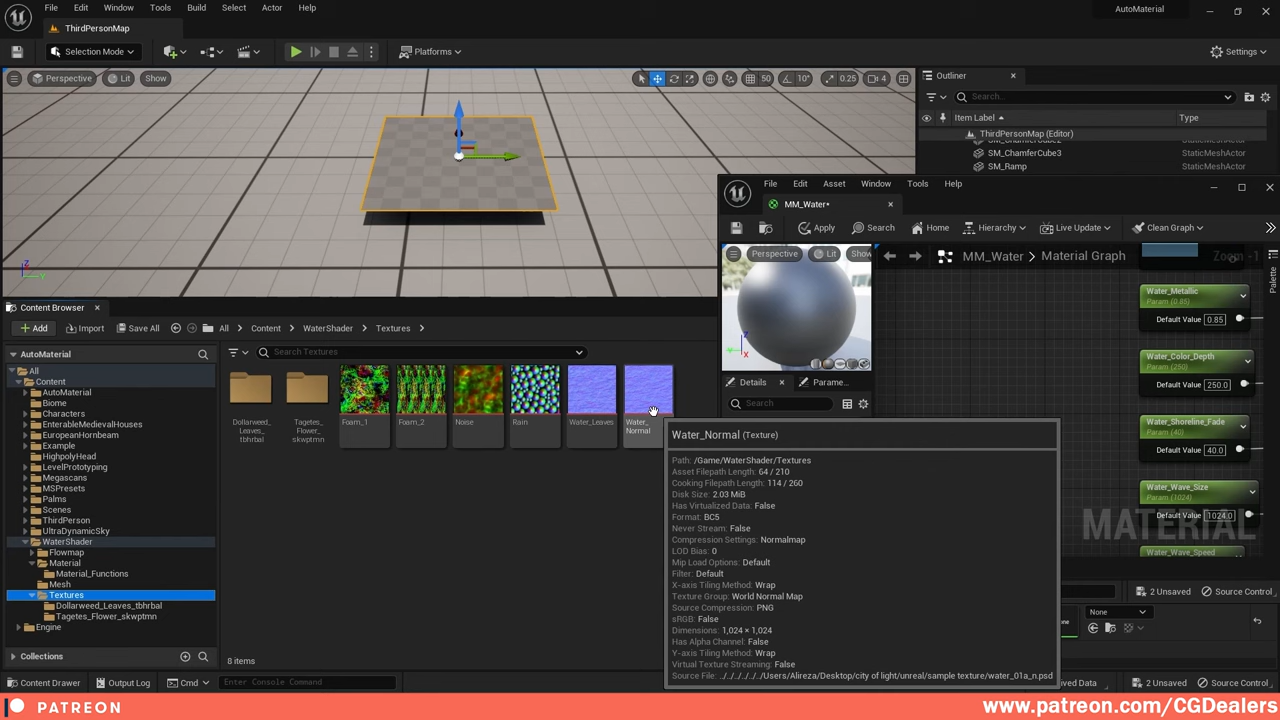 File Edit Window Tools Build Select Actor Help
AutoMaterial
ThirdPersonMap
Selection Mode
Platforms
Settings
Perspective Lit Show
50 10° 0.25 4
Outliner
Search...
Item Label Type
ThirdPersonMap (Editor)
SM_ChamferCube3 StaticMeshActor
SM_Ramp StaticMeshActor
File Edit Asset Window Tools Help
MM_Water*
Apply Search Home Hierarchy Live Update Clean Graph
Perspective Lit Show
MM_Water Material Graph
Zoom -1
Palette
Water_Metallic
Param (0.85)
Default Value 0.85
Water_Color_Depth
Param (250)
Default Value 250.0
Water_Shoreline_Fade
Param (40)
Default Value 40.0
Water_Wave_Size
Param (1024)
Default Value 1024.0
Water_Wave_Speed
MATERIAL
Details Parame...
Search
Content Browser
Add Import Save All All Content WaterShader Textures
AutoMaterial
Search Textures
All
Content
AutoMaterial
Biome
Characters
EnterableMedievalHouses
EuropeanHornbeam
Example
HighpolyHead
LevelPrototyping
Megascans
MSPresets
Palms
Scenes
ThirdPerson
UltraDynamicSky
WaterShader
Flowmap
Material
Material_Functions
Mesh
Textures
Dollarweed_Leaves_tbhrbal
Tagetes_Flower_skwptmn
Engine
Collections
Dollarweed_
Leaves_
tbhrbal
Tagetes_
Flower_
skwptmn
Foam_1
Foam_2
Noise
Rain
Water_Leaves
Water_
Normal
8 items
Water_Normal (Texture)
Path: /Game/WaterShader/Textures
Asset Filepath Length: 64 / 210
Cooking Filepath Length: 114 / 260
Disk Size: 2.03 MiB
Has Virtualized Data: False
Format: BC5
Never Stream: False
Compression Settings: Normalmap
LOD Bias: 0
Mip Load Options: Default
Filter: Default
X-axis Tiling Method: Wrap
Texture Group: World Normal Map
Source Compression: PNG
sRGB: False
Dimensions: 1,024 × 1,024
Has Alpha Channel: False
Y-axis Tiling Method: Wrap
Virtual Texture Streaming: False
Source File: ../../../../../../Users/Alireza/Desktop/city of light/unreal/sample texture/water_01a_n.psd
2 Unsaved Source Control
None
Content Drawer Output Log Cmd Enter Console Command
2 Unsaved Source Control
PATREON
www.patreon.com/CGDealers